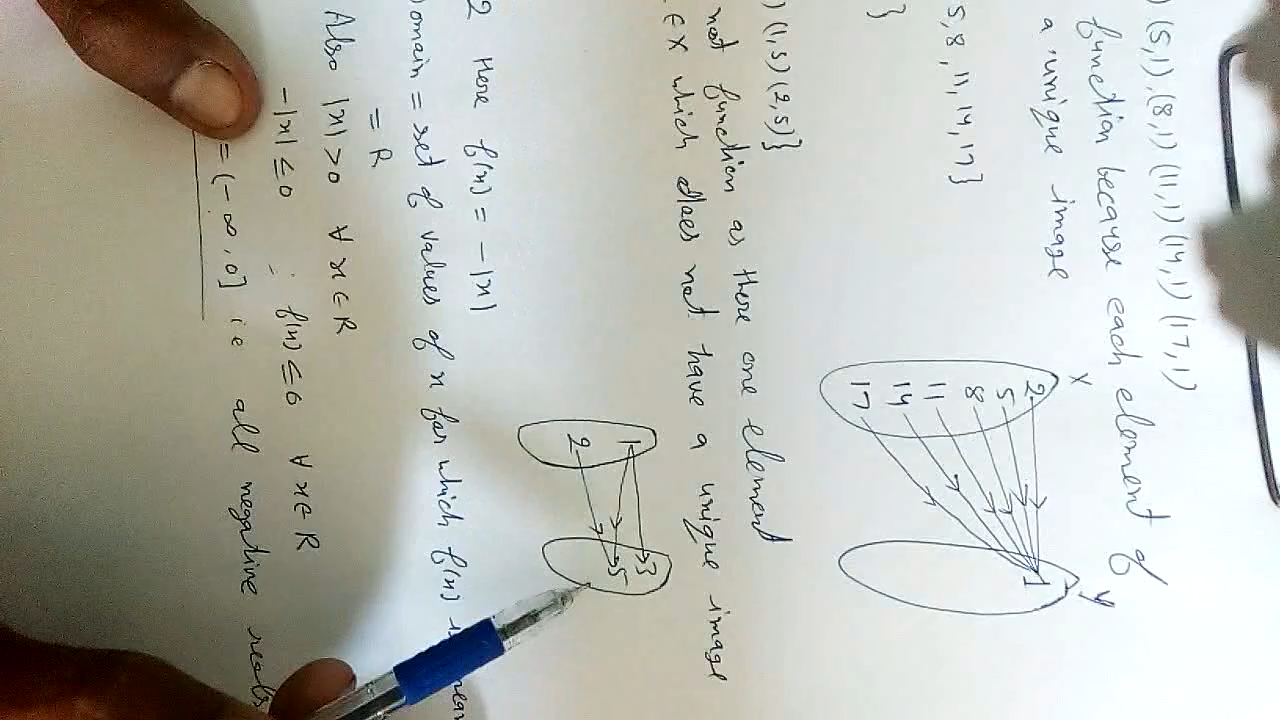 ) (5,1),(8,1) (11,1) (14,1) (17,1)
function because each element of
a unique image
5, 8, 11, 14, 17}
}
X
Y
2
5
8
11
14
17
1
) (1,3) (2,5)}
not function as there one element
∈ X which does not have a unique image
1
2
3
5
2 Here f(x) = -|x|
omain = set of values of x for which f(x)
= R
Also |x| > 0 ∀ x ∈ R
-|x| ≤ 0 ∴ f(x) ≤ 0 ∀ x ∈ R
= (-∞, 0] i.e all negative reals